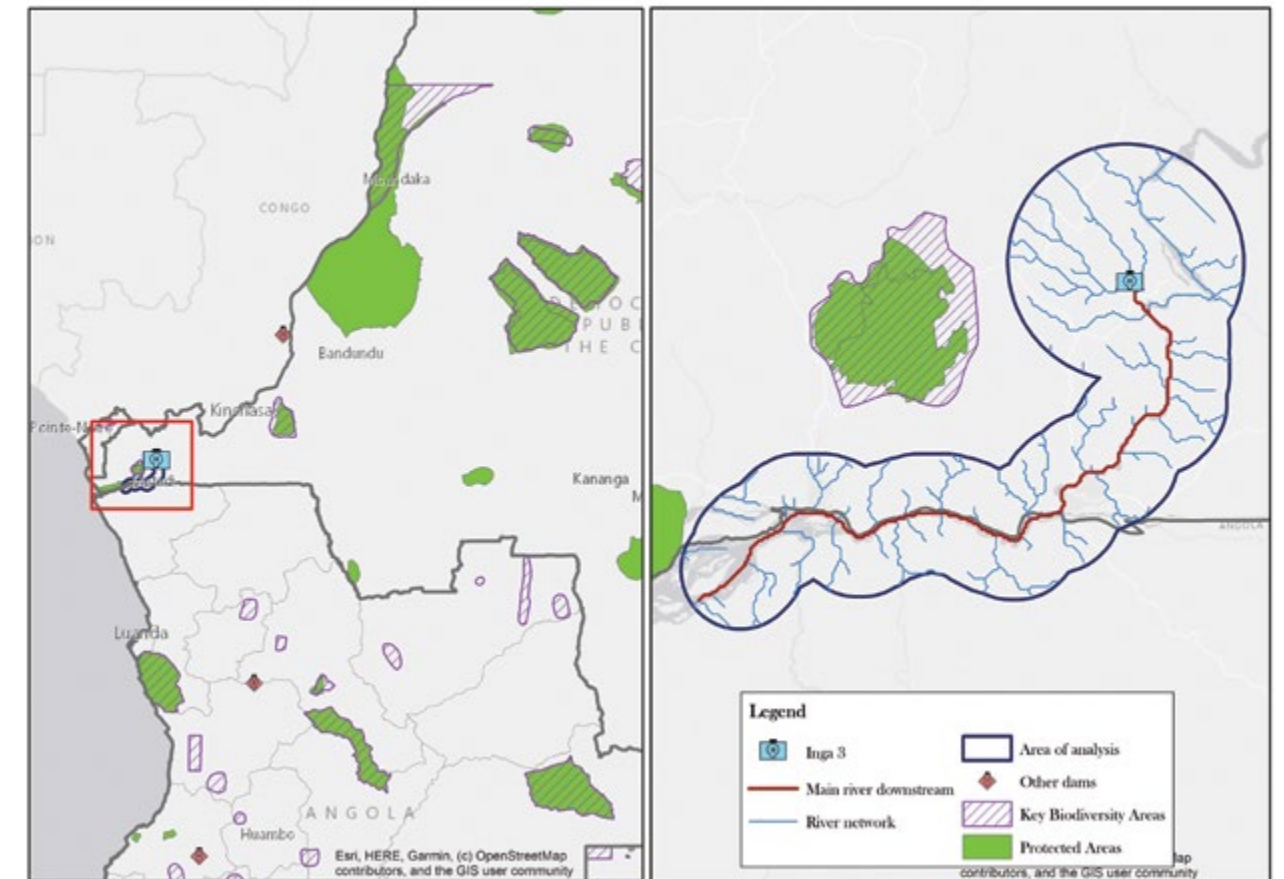 CONGO
Bandundu
Kinshasa
Kananga
Luanda
ANGOLA
Huambo
Esri, HERE, Garmin, (c) OpenStreetMap
contributors, and the GIS user community
ANGOLA
Legend
Inga 3
Main river downstream
River network
Area of analysis
Other dams
Key Biodiversity Areas
Protected Areas
contributors, and the GIS user community